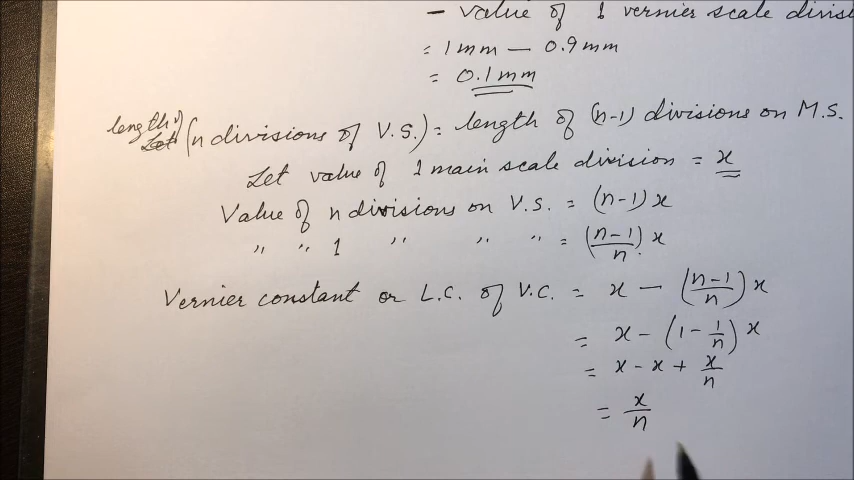 - value of 1 vernier scale divisi
= 1 mm - 0.9 mm
= 0.1 mm
length of (n divisions of V.S.) = length of (n-1) divisions on M.S.
Let value of 1 main scale division = x
Value of n divisions on V.S. = (n-1) x
" " 1 " " " = (n-1/n) x
Vernier constant or L.C. of V.C. = x - (n-1/n) x
= x - (1 - 1/n) x
= x - x + x/n
= x/n